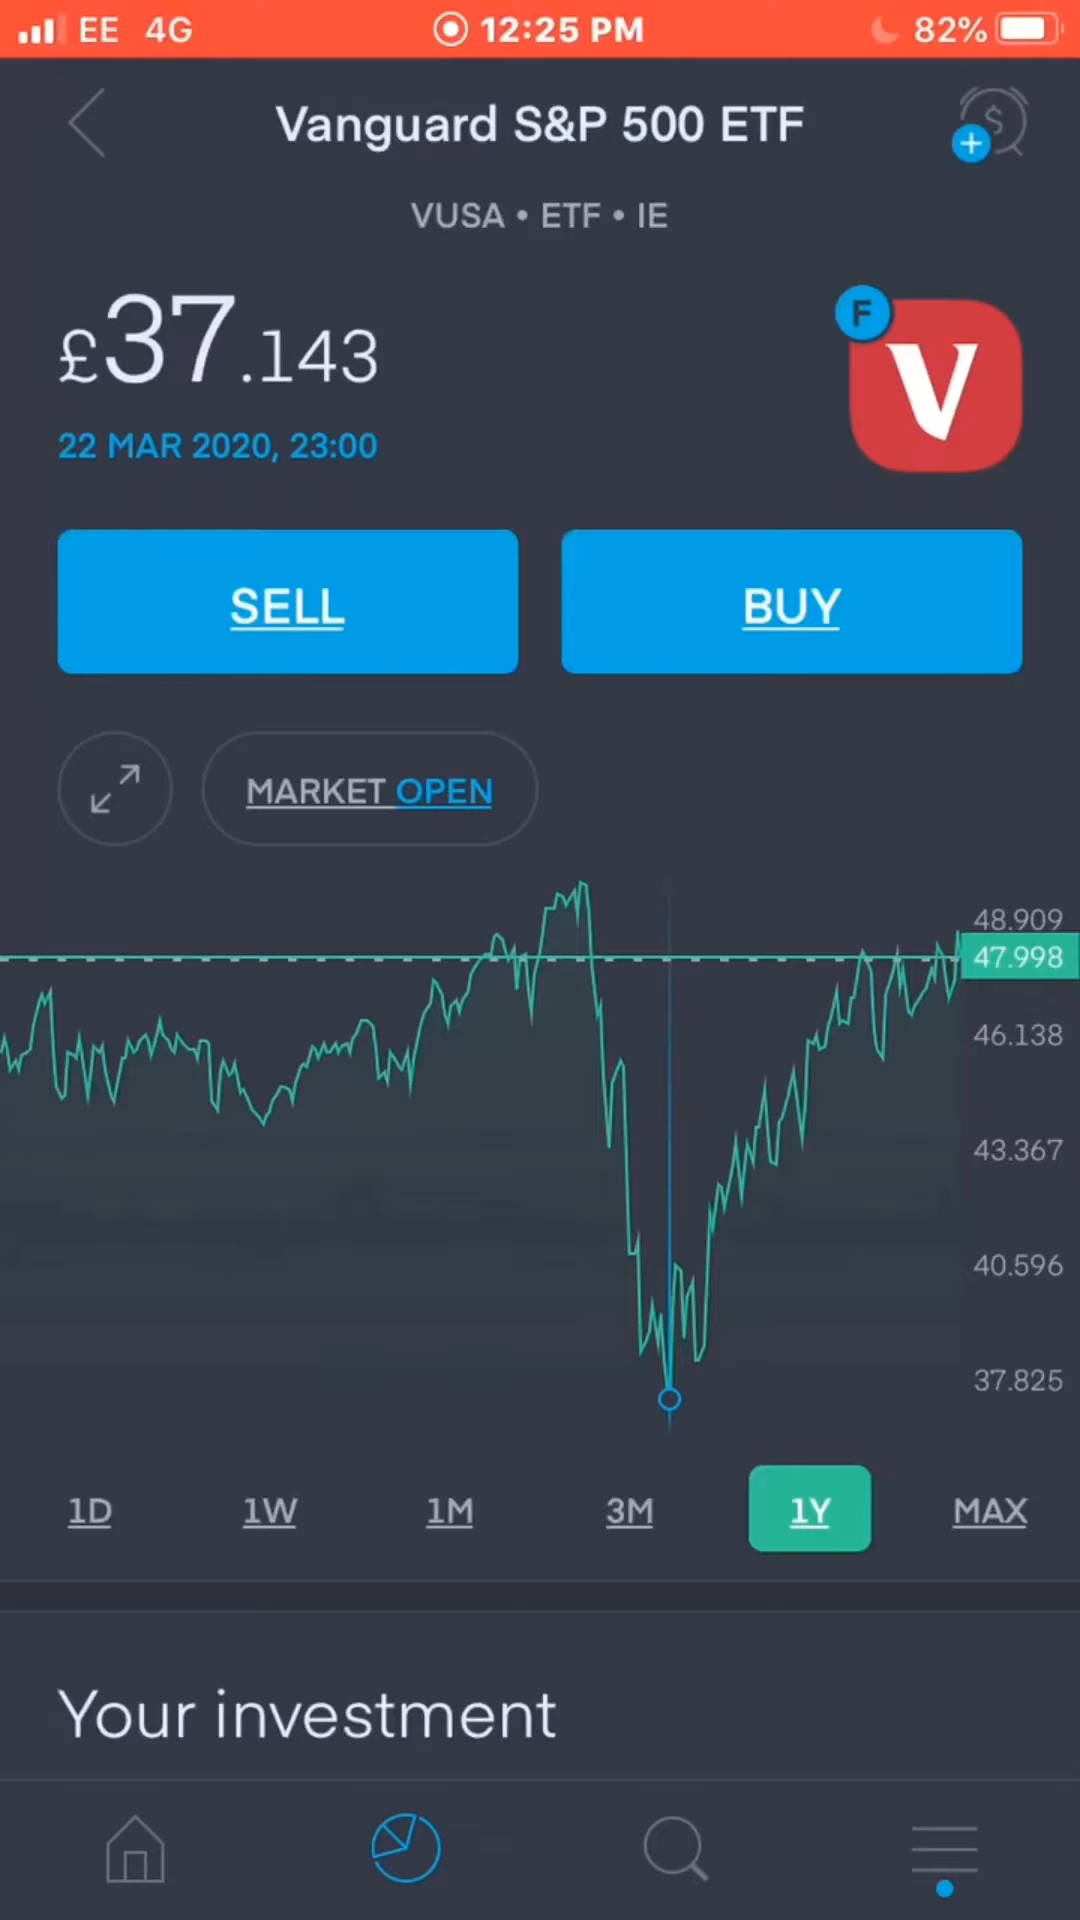 EE 4G 12:25 PM 82%
Vanguard S&P 500 ETF
VUSA • ETF • IE
£37.143
F
V
22 MAR 2020, 23:00
SELL BUY
MARKET OPEN
48.909
47.998
46.138
43.367
40.596
37.825
1D 1W 1M 3M 1Y MAX
Your investment